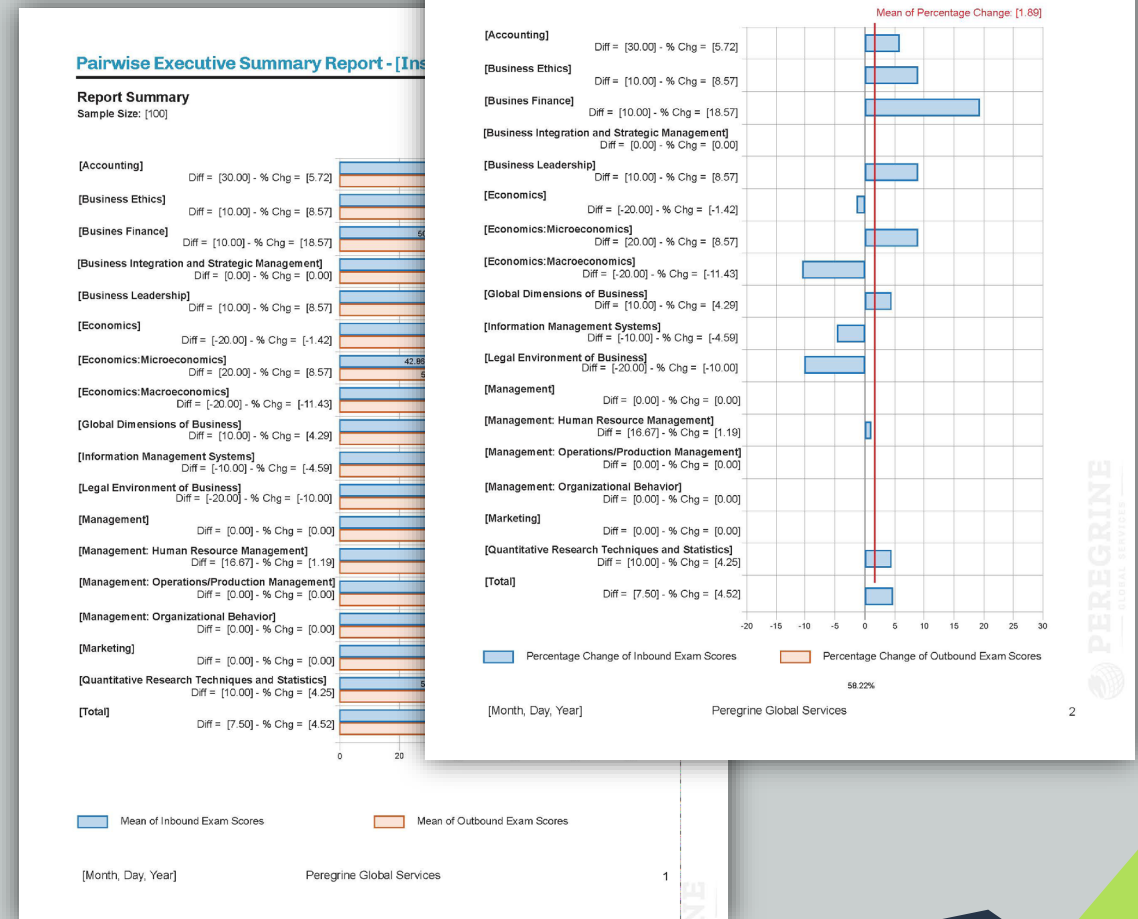 Pairwise Executive Summary Report - [Ins
Report Summary
Sample Size: [100]
[Accounting]
Diff = [30.00] - % Chg = [5.72]
[Business Ethics]
Diff = [10.00] - % Chg = [8.57]
[Busines Finance]
Diff = [10.00] - % Chg = [18.57]
[Business Integration and Strategic Management]
Diff = [0.00] - % Chg = [0.00]
[Business Leadership]
Diff = [10.00] - % Chg = [8.57]
[Economics]
Diff = [-20.00] - % Chg = [-1.42]
[Economics:Microeconomics]
Diff = [20.00] - % Chg = [8.57]
[Economics:Macroeconomics]
Diff = [-20.00] - % Chg = [-11.43]
[Global Dimensions of Business]
Diff = [10.00] - % Chg = [4.29]
[Information Management Systems]
Diff = [-10.00] - % Chg = [-4.59]
[Legal Environment of Business]
Diff = [-20.00] - % Chg = [-10.00]
[Management]
Diff = [0.00] - % Chg = [0.00]
[Management: Human Resource Management]
Diff = [16.67] - % Chg = [1.19]
[Management: Operations/Production Management]
Diff = [0.00] - % Chg = [0.00]
[Management: Organizational Behavior]
Diff = [0.00] - % Chg = [0.00]
[Marketing]
Diff = [0.00] - % Chg = [0.00]
[Quantitative Research Techniques and Statistics]
Diff = [10.00] - % Chg = [4.25]
[Total]
Diff = [7.50] - % Chg = [4.52]
0 20
Mean of Inbound Exam Scores Mean of Outbound Exam Scores
[Month, Day, Year] Peregrine Global Services 1
Mean of Percentage Change: [1.89]
[Accounting]
Diff = [30.00] - % Chg = [5.72]
[Business Ethics]
Diff = [10.00] - % Chg = [8.57]
[Busines Finance]
Diff = [10.00] - % Chg = [18.57]
[Business Integration and Strategic Management]
Diff = [0.00] - % Chg = [0.00]
[Business Leadership]
Diff = [10.00] - % Chg = [8.57]
[Economics]
Diff = [-20.00] - % Chg = [-1.42]
[Economics:Microeconomics]
Diff = [20.00] - % Chg = [8.57]
[Economics:Macroeconomics]
Diff = [-20.00] - % Chg = [-11.43]
[Global Dimensions of Business]
Diff = [10.00] - % Chg = [4.29]
[Information Management Systems]
Diff = [-10.00] - % Chg = [-4.59]
[Legal Environment of Business]
Diff = [-20.00] - % Chg = [-10.00]
[Management]
Diff = [0.00] - % Chg = [0.00]
[Management: Human Resource Management]
Diff = [16.67] - % Chg = [1.19]
[Management: Operations/Production Management]
Diff = [0.00] - % Chg = [0.00]
[Management: Organizational Behavior]
Diff = [0.00] - % Chg = [0.00]
[Marketing]
Diff = [0.00] - % Chg = [0.00]
[Quantitative Research Techniques and Statistics]
Diff = [10.00] - % Chg = [4.25]
[Total]
Diff = [7.50] - % Chg = [4.52]
-20 -15 -10 -5 0 5 10 15 20 25 30
Percentage Change of Inbound Exam Scores Percentage Change of Outbound Exam Scores
58.22%
[Month, Day, Year] Peregrine Global Services 2
PEREGRINE
GLOBAL SERVICES